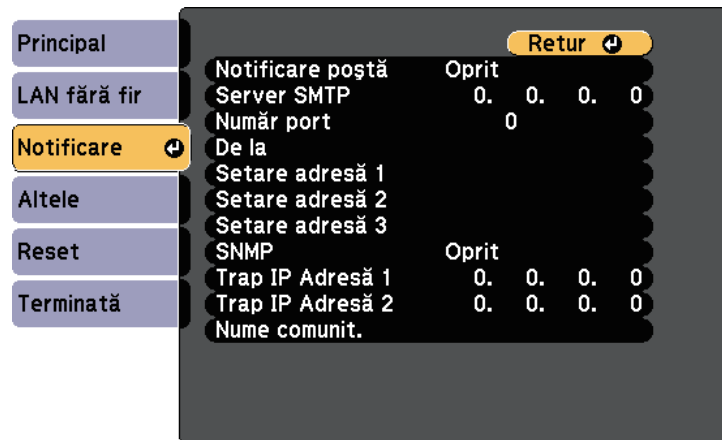 Principal
LAN fără fir
Notificare
Altele
Reset
Terminată
Retur
Notificare poştă Oprit
Server SMTP 0. 0. 0. 0
Număr port 0
De la
Setare adresă 1
Setare adresă 2
Setare adresă 3
SNMP Oprit
Trap IP Adresă 1 0. 0. 0. 0
Trap IP Adresă 2 0. 0. 0. 0
Nume comunit.